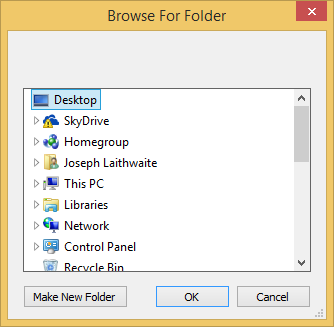 Browse For Folder
Desktop
SkyDrive
Homegroup
Joseph Laithwaite
This PC
Libraries
Network
Control Panel
Recycle Bin
Make New Folder
OK
Cancel